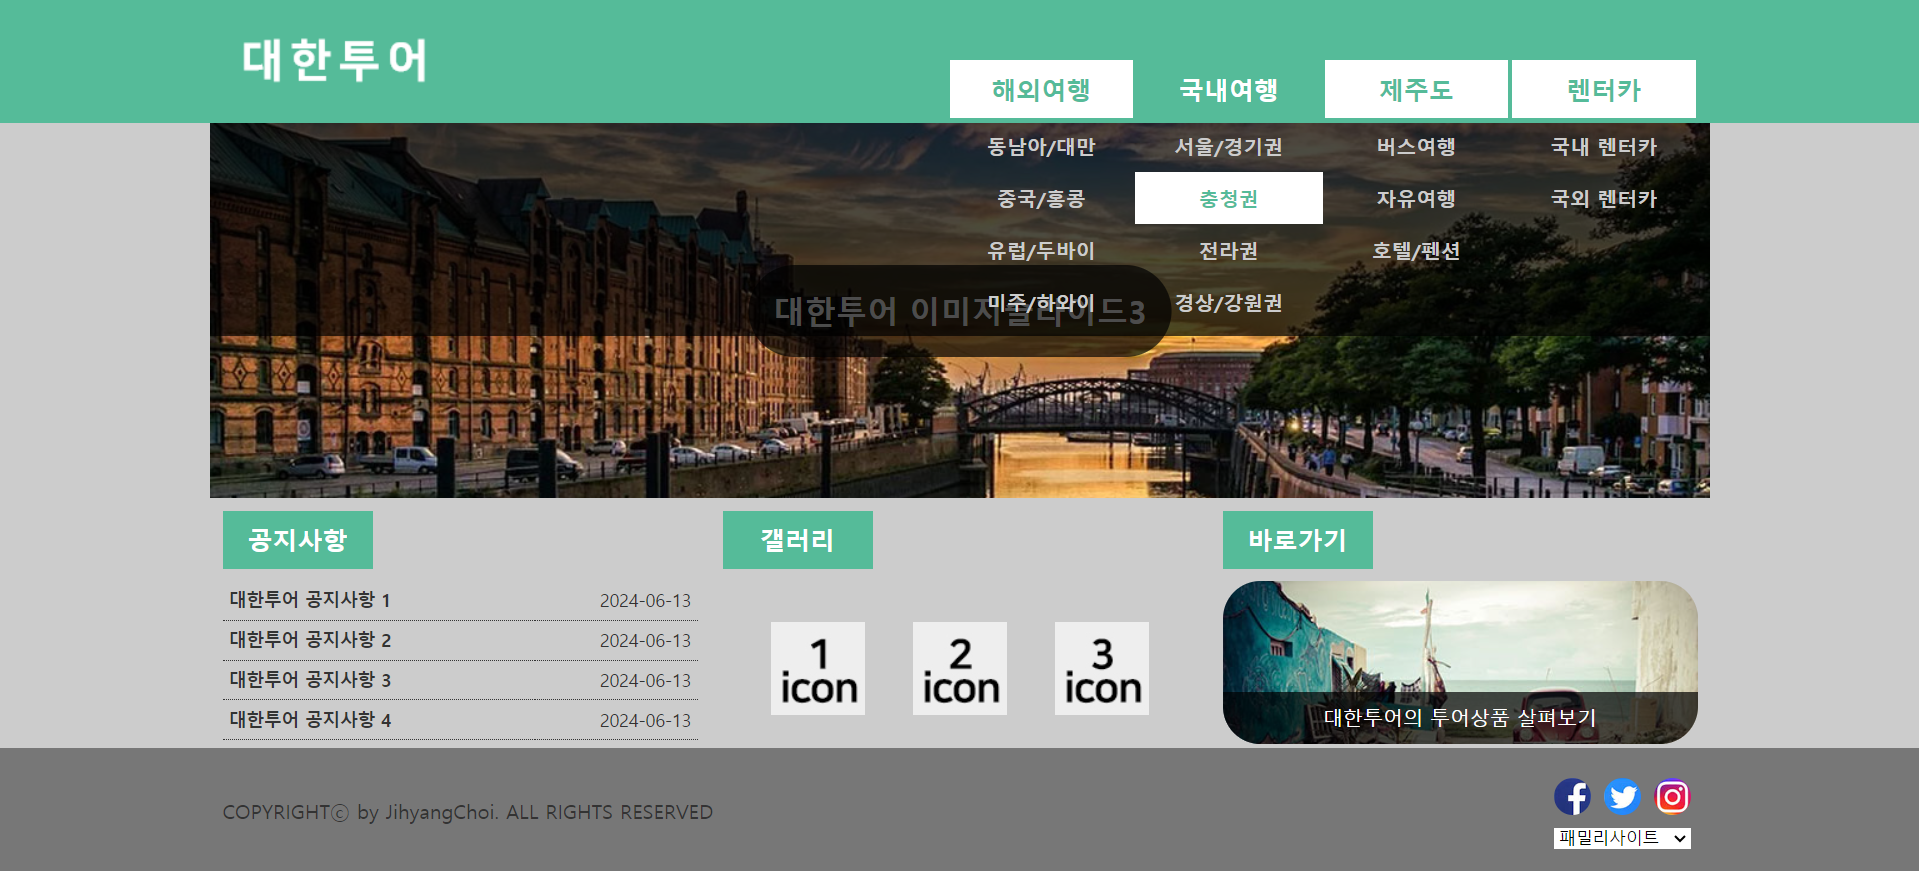 대한투어
해외여행 국내여행 제주도 렌터카
동남아/대만 서울/경기권 버스여행 국내 렌터카
중국/홍콩 충청권 자유여행 국외 렌터카
유럽/두바이 전라권 호텔/펜션
미주/하와이 경상/강원권
대한투어 이미지슬라이드3
공지사항
대한투어 공지사항 1 2024-06-13
대한투어 공지사항 2 2024-06-13
대한투어 공지사항 3 2024-06-13
대한투어 공지사항 4 2024-06-13
갤러리
1 icon
2 icon
3 icon
바로가기
대한투어의 투어상품 살펴보기
COPYRIGHTⓒ by JihyangChoi. ALL RIGHTS RESERVED
패밀리사이트